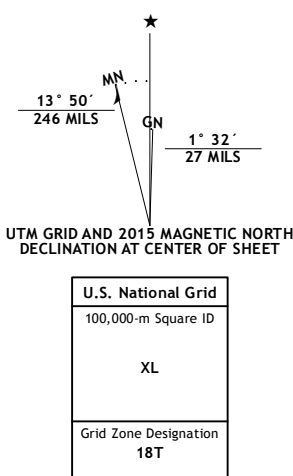 ★
MN
GN
13° 50´
246 MILS
1° 32´
27 MILS
UTM GRID AND 2015 MAGNETIC NORTH
DECLINATION AT CENTER OF SHEET
U.S. National Grid
100,000-m Square ID
XL
Grid Zone Designation
18T